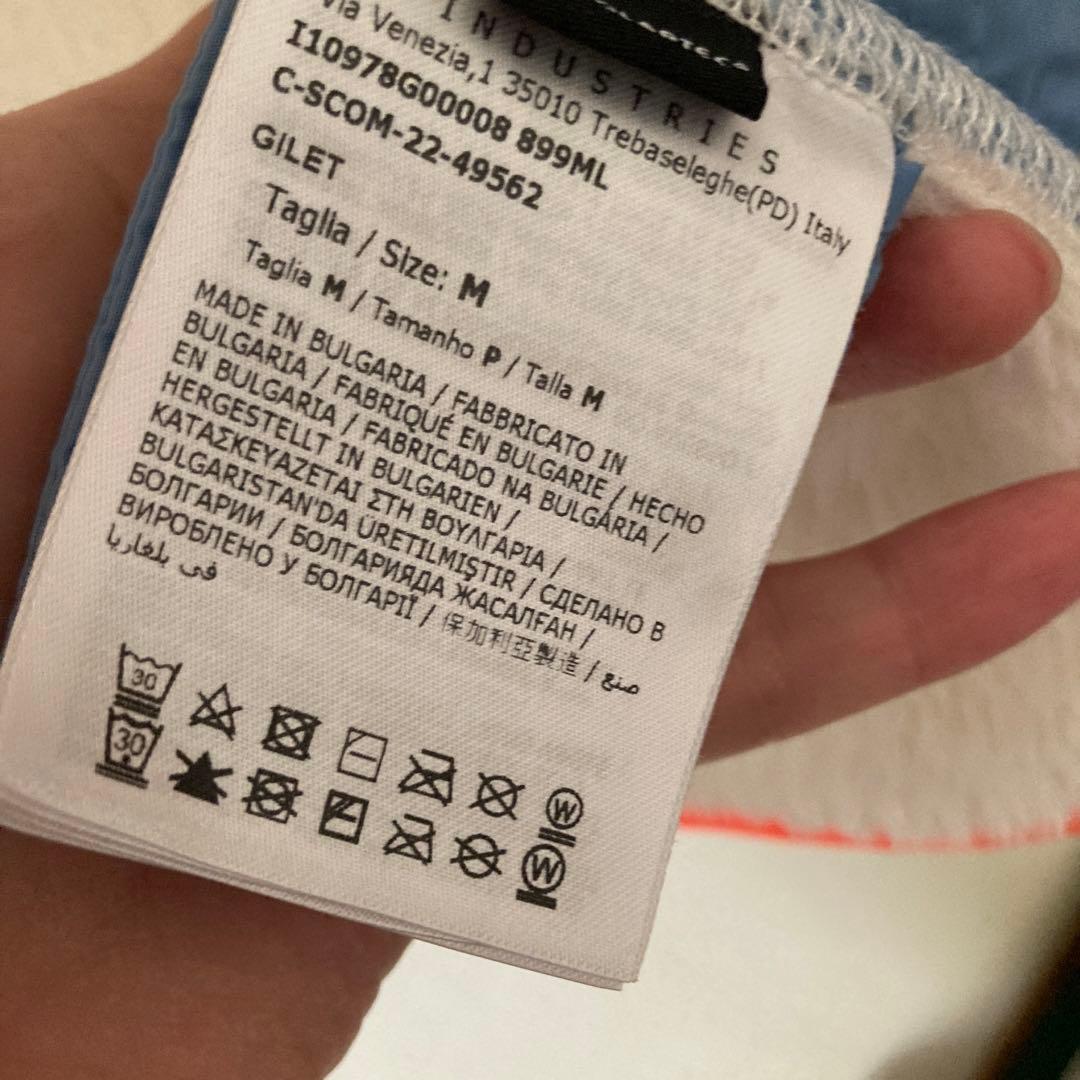 INDUSTRIES
Via Venezia,1 35010 Trebaseleghe(PD) Italy
I10978G00008 899ML
C-SCOM-22-49562
GILET
Taglia / Size: M
Taglia M / Tamanho P / Talla M
MADE IN BULGARIA / FABBRICATO IN
BULGARIA / FABRIQUÉ EN BULGARIE / HECHO
EN BULGARIA / FABRICADO NA BULGÁRIA /
HERGESTELLT IN BULGARIEN /
ΚΑΤΑΣΚΕΥΑΖΕΤΑΙ ΣΤΗ ΒΟΥΛΓΑΡΙΑ /
BULGARISTAN'DA ÜRETILMIŞTIR / СДЕЛАНО В
БОЛГАРИИ / БОЛГАРИЯДА ЖАСАЛҒАН /
ВИРОБЛЕНО У БОЛГАРІЇ / 保加利亞製造 / صنع
في بلغاريا
30
W
30
W